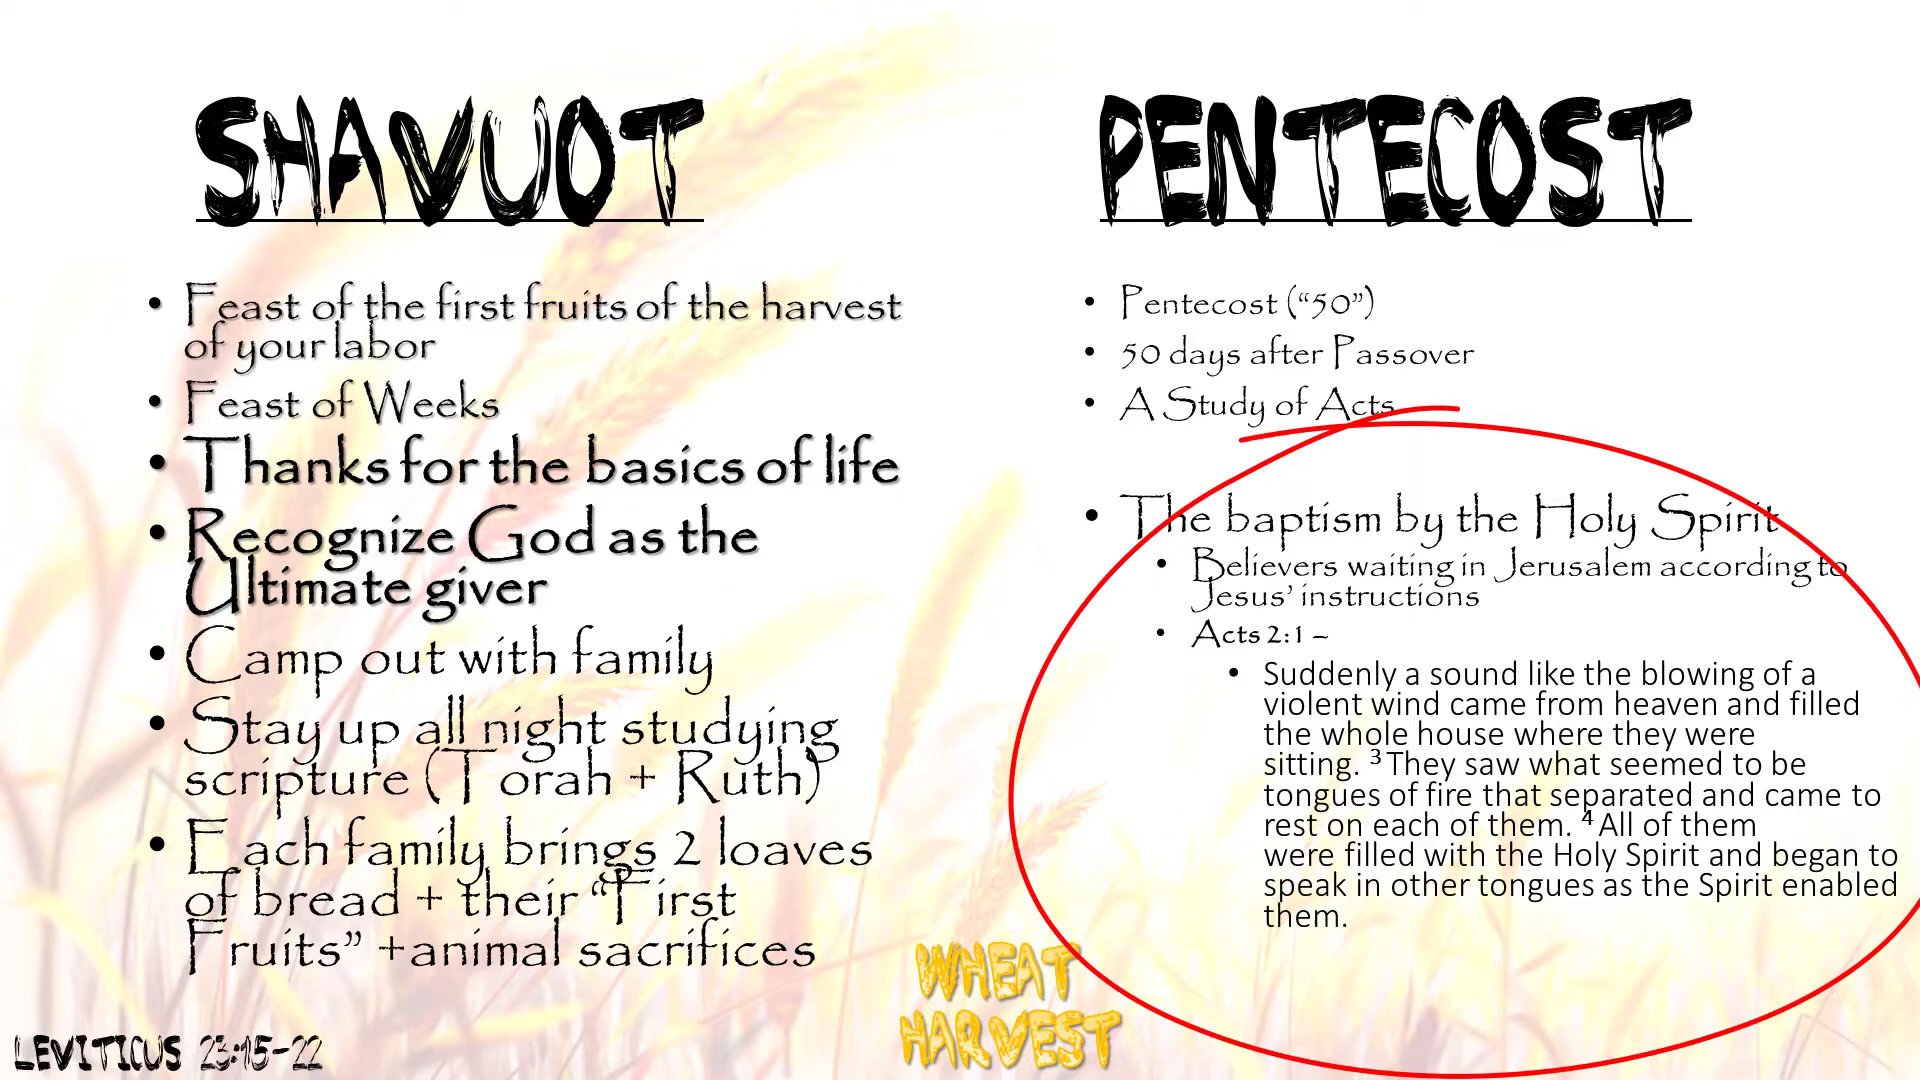 SHAVUOT
• Feast of the first fruits of the harvest
of your labor
• Feast of Weeks
• Thanks for the basics of life
• Recognize God as the
Ultimate giver
• Camp out with family
• Stay up all night studying
scripture (Torah + Ruth)
• Each family brings 2 loaves
of bread + their “First
Fruits” +animal sacrifices
LEVITICUS 23:15-22
WHEAT
HARVEST
PENTECOST
• Pentecost (“50”)
• 50 days after Passover
• A Study of Acts
• The baptism by the Holy Spirit
• Believers waiting in Jerusalem according to
Jesus’ instructions
• Acts 2:1 –
• Suddenly a sound like the blowing of a
violent wind came from heaven and filled
the whole house where they were
sitting. ³ They saw what seemed to be
tongues of fire that separated and came to
rest on each of them. ⁴ All of them
were filled with the Holy Spirit and began to
speak in other tongues as the Spirit enabled
them.